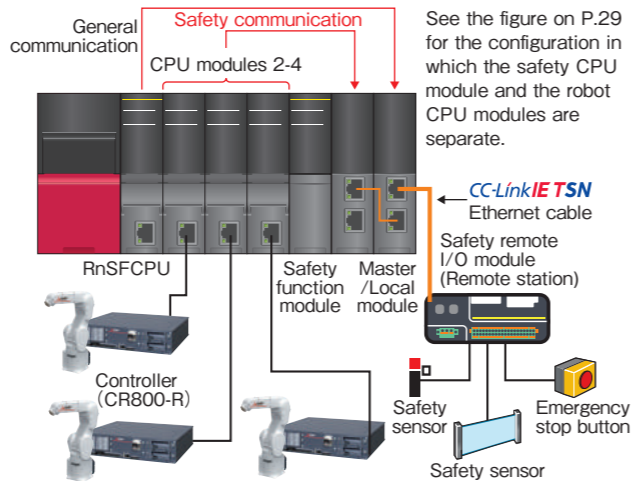 General
communication
Safety communication
CPU modules 2-4
See the figure on P.29
for the configuration in
which the safety CPU
module and the robot
CPU modules are
separate.
CC-Link IE TSN
Ethernet cable
Safety remote
I/O module
(Remote station)
RnSFCPU
Safety
function
module
Master
/Local
module
Controller
(CR800-R)
Safety
sensor
Safety sensor
Emergency
stop button